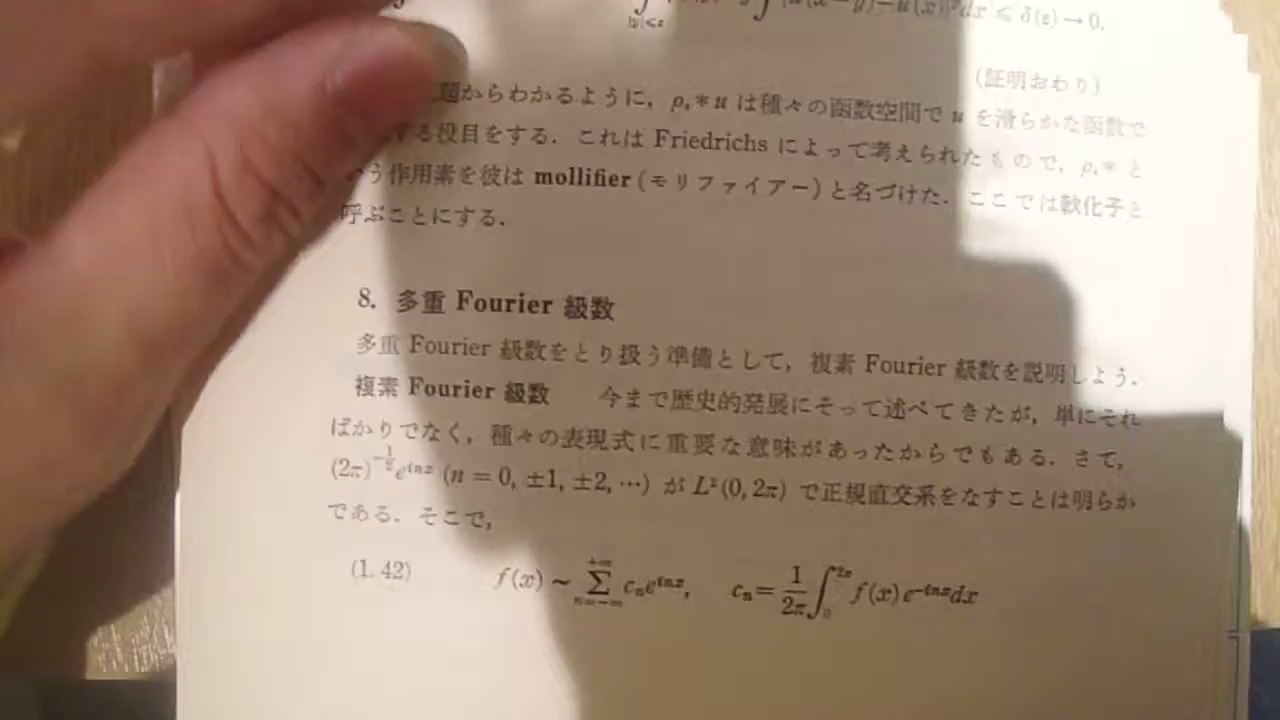 dx ≤ δ(ε)→0.
(証明おわり)
題からわかるように, ρε*u は種々の函数空間で u を滑らかな函数で
する役目をする. これは Friedrichs によって考えられたもので, ρε* と
いう作用素を彼は mollifier (モリファイアー) と名づけた. ここでは軟化子と
呼ぶことにする.
8. 多重 Fourier 級数
多重 Fourier 級数をとり扱う準備として, 複素 Fourier 級数を説明しよう.
複素 Fourier 級数 今まで歴史的発展にそって述べてきたが, 単にそれ
ばかりでなく, 種々の表現式に重要な意味があったからでもある. さて,
(2π)^{-1/2}e^{inx} (n = 0, ±1, ±2, …) が L²(0, 2π) で正規直交系をなすことは明らか
である. そこで,
(1.42) f(x) ~ ∑_{n=-∞}^{+∞} c_n e^{inx}, c_n = \frac{1}{2π}∫_0^{2π} f(x) e^{-inx}dx